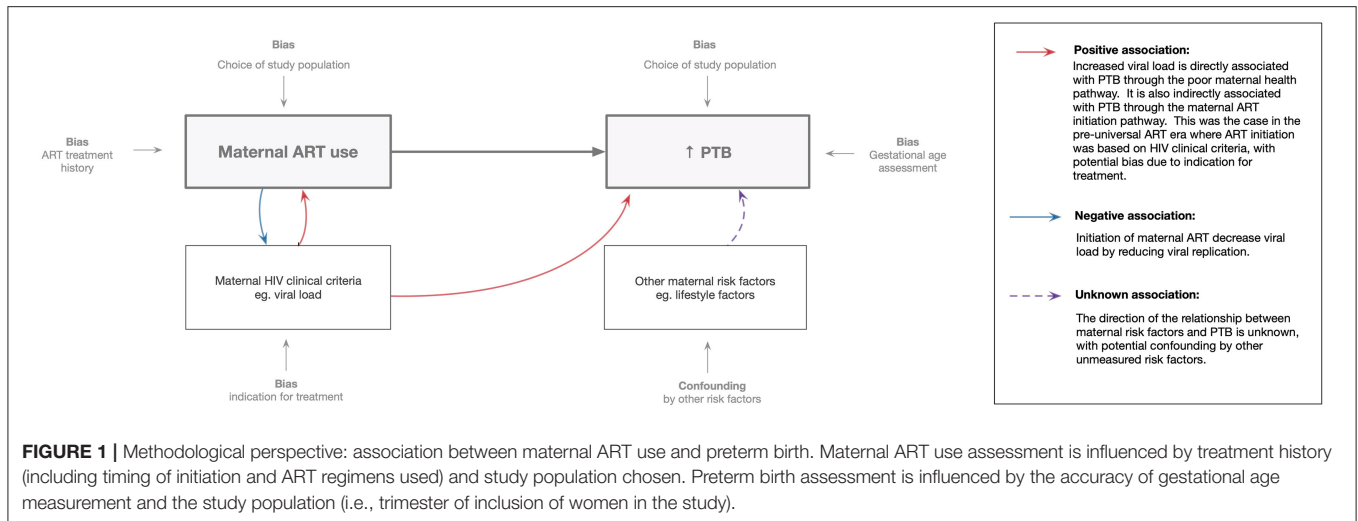 Bias
Choice of study population
Bias
Choice of study population
Bias
ART treatment
history
Maternal ART use
↑ PTB
Bias
Gestational age
assessment
Maternal HIV clinical criteria
eg. viral load
Other maternal risk factors
eg. lifestyle factors
Bias
indication for treatment
Confounding
by other risk factors
Positive association:
Increased viral load is directly associated
with PTB through the poor maternal health
pathway. It is also indirectly associated
with PTB through the maternal ART
initiation pathway. This was the case in the
pre-universal ART era where ART initiation
was based on HIV clinical criteria, with
potential bias due to indication for
treatment.
Negative association:
Initiation of maternal ART decrease viral
load by reducing viral replication.
Unknown association:
The direction of the relationship between
maternal risk factors and PTB is unknown,
with potential confounding by other
unmeasured risk factors.
FIGURE 1 | Methodological perspective: association between maternal ART use and preterm birth. Maternal ART use assessment is influenced by treatment history
(including timing of initiation and ART regimens used) and study population chosen. Preterm birth assessment is influenced by the accuracy of gestational age
measurement and the study population (i.e., trimester of inclusion of women in the study).